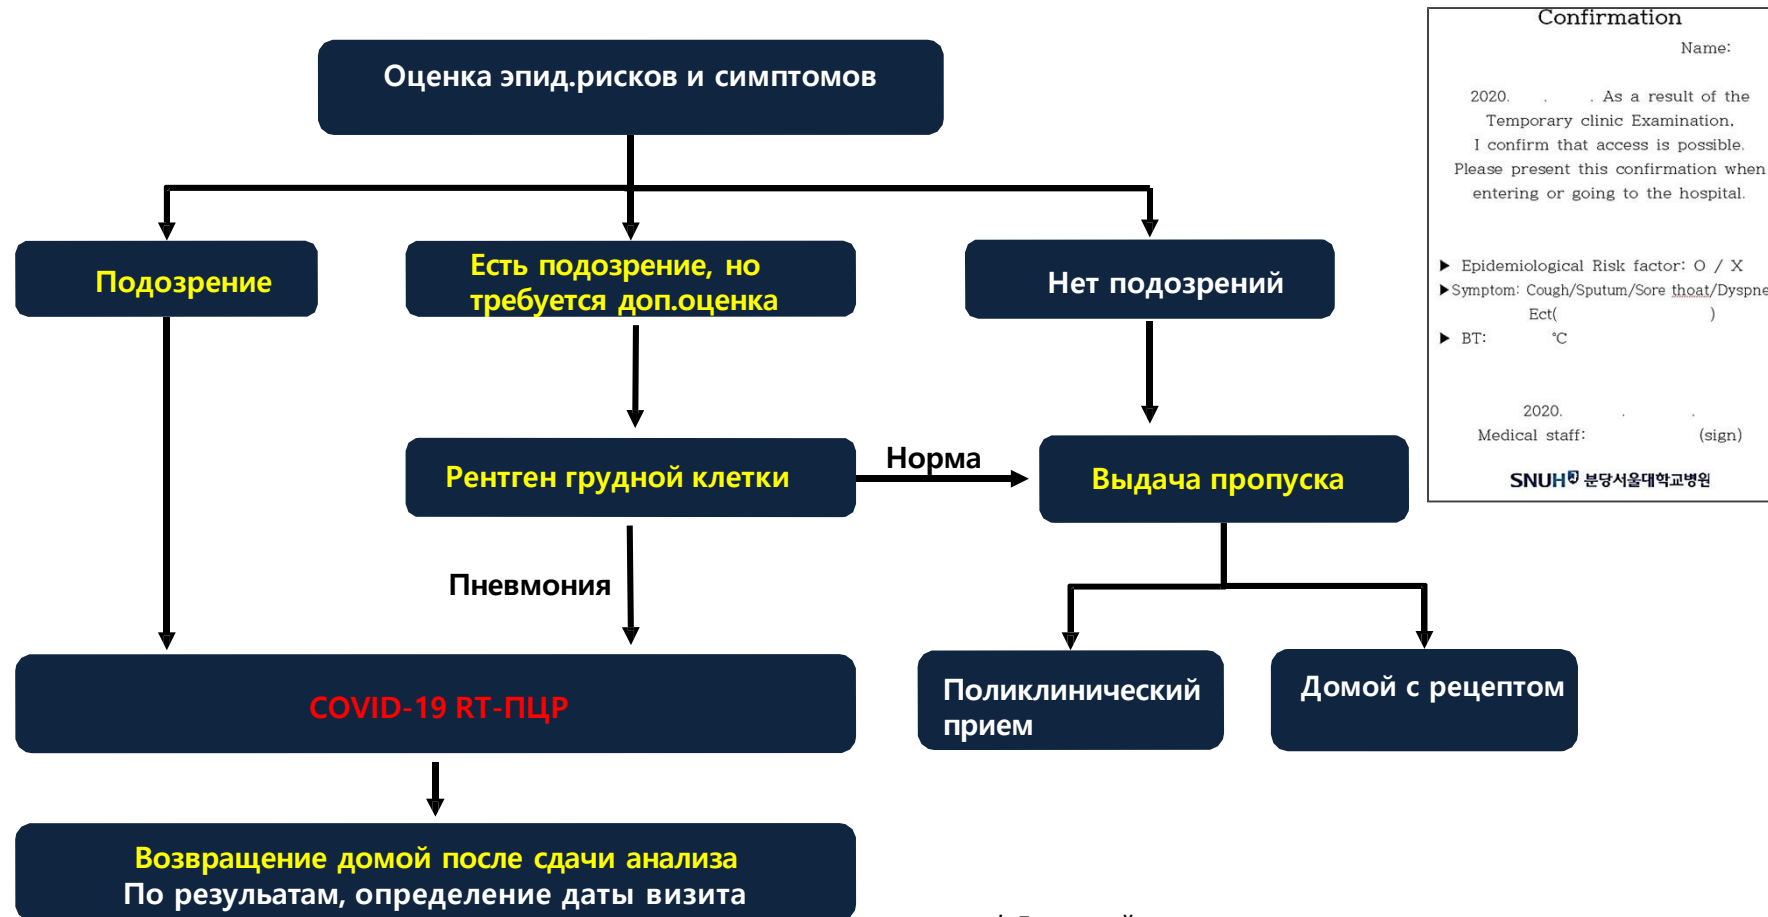 Оценка эпид.рисков и симптомов
Подозрение
Есть подозрение, но
требуется доп.оценка
Нет подозрений
Рентген грудной клетки
Норма
Выдача пропуска
Пневмония
COVID-19 RT-ПЦР
Поликлинический
прием
Домой с рецептом
Возвращение домой после сдачи анализа
По резульатам, определение даты визита
Confirmation
Name:
2020. . . As a result of the
Temporary clinic Examination,
I confirm that access is possible.
Please present this confirmation when
entering or going to the hospital.
▶ Epidemiological Risk factor: O / X
▶Symptom: Cough/Sputum/Sore thoat/Dyspne
Ect( )
▶ BT: ℃
2020. . .
Medical staff: (sign)
SNUH 분당서울대학교병원